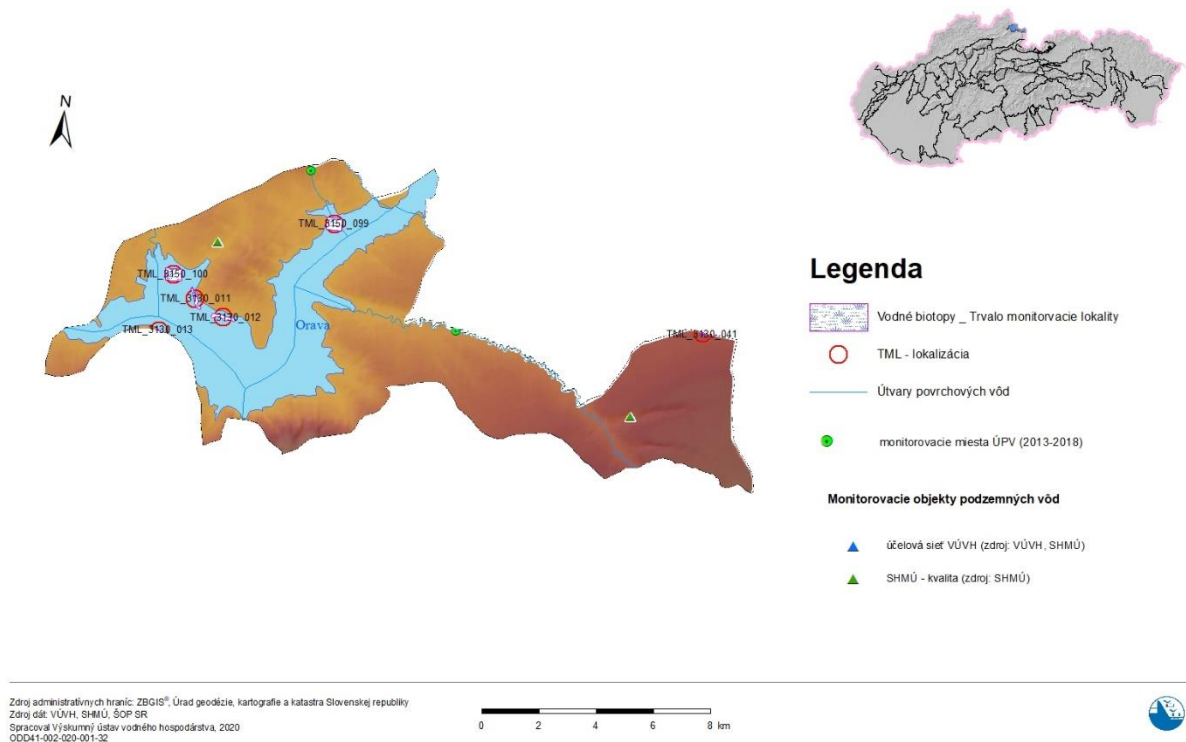 N
TML_3150_099
TML_3150_100
TML_3130_011
TML_3130_012
TML_3130_013
Orava
TML_3130_041
Legenda
Vodné biotopy _ Trvalo monitorvacie lokality
TML - lokalizácia
Útvary povrchových vôd
monitorovacie miesta ÚPV (2013-2018)
Monitorovacie objekty podzemných vôd
účelová sieť VÚVH (zdroj: VÚVH, SHMÚ)
SHMÚ - kvalita (zdroj: SHMÚ)
Zdroj administratívnych hraníc: ZBGIS®, Úrad geodézie, kartografie a katastra Slovenskej republiky
Zdroj dát: VÚVH, SHMÚ, ŠOP SR
Spracoval Výskumný ústav vodného hospodárstva, 2020
ODD41-002-020-001-32
0 2 4 6 8 km